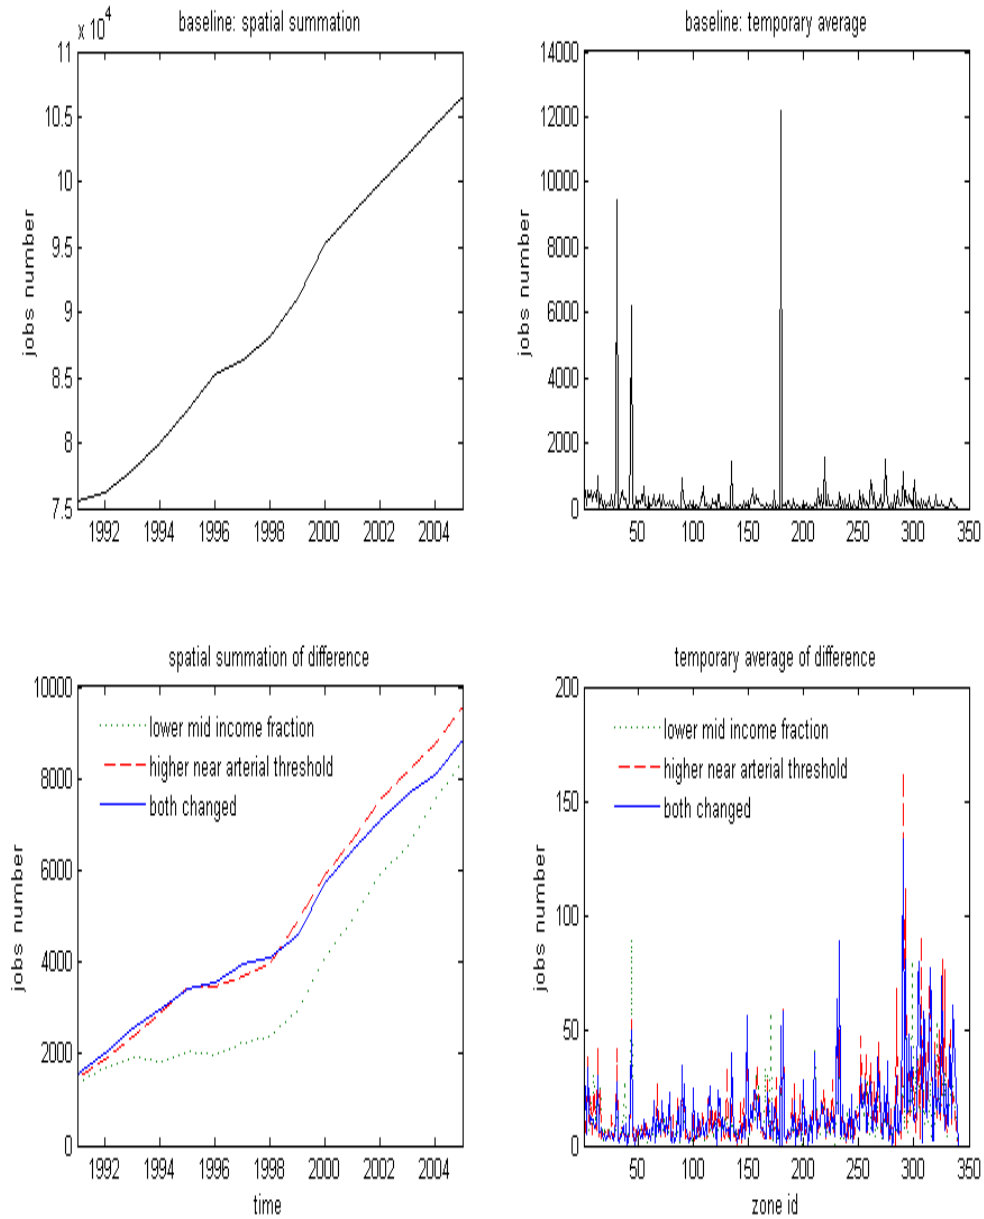 baseline: spatial summation
x 10^4
11
10.5
10
9.5
9
8.5
8
7.5
jobs number
1992 1994 1996 1998 2000 2002 2004
baseline: temporary average
14000
12000
10000
8000
6000
4000
2000
0
jobs number
50 100 150 200 250 300 350
spatial summation of difference
10000
8000
6000
4000
2000
0
jobs number
lower mid income fraction
higher near arterial threshold
both changed
1992 1994 1996 1998 2000 2002 2004
time
temporary average of difference
200
150
100
50
0
jobs number
lower mid income fraction
higher near arterial threshold
both changed
50 100 150 200 250 300 350
zone id